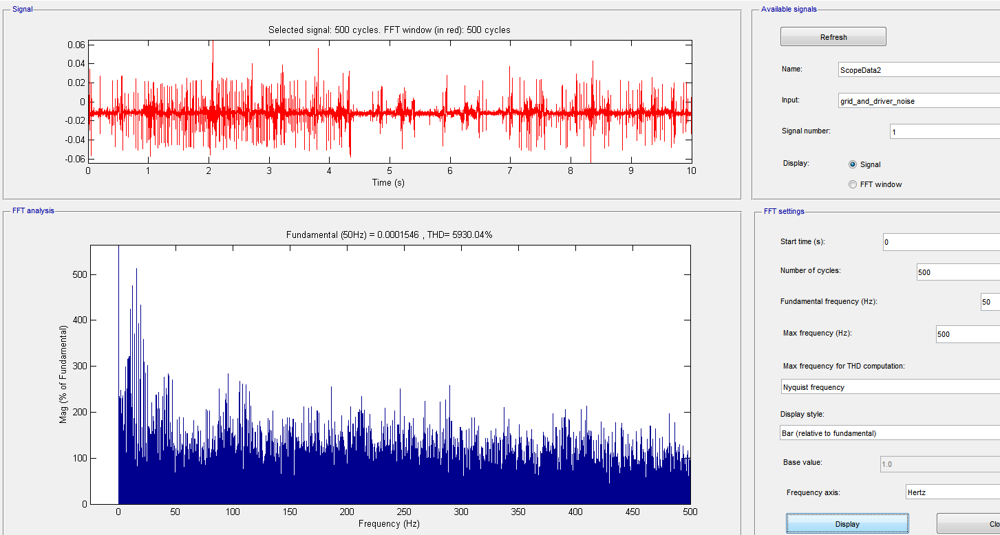 Signal
Selected signal: 500 cycles. FFT window (in red): 500 cycles
0.06
0.04
0.02
0
-0.02
-0.04
-0.06
0 1 2 3 4 5 6 7 8 9 10
Time (s)
Available signals
Refresh
Name: ScopeData2
Input: grid_and_driver_noise
Signal number: 1
Display: Signal
FFT window
FFT analysis
Fundamental (50Hz) = 0.0001546 , THD= 5930.04%
Mag (% of Fundamental)
500
400
300
200
100
0
0 50 100 150 200 250 300 350 400 450 500
Frequency (Hz)
FFT settings
Start time (s): 0
Number of cycles: 500
Fundamental frequency (Hz): 50
Max frequency (Hz): 500
Max frequency for THD computation:
Nyquist frequency
Display style:
Bar (relative to fundamental)
Base value: 1.0
Frequency axis: Hertz
Display Clo